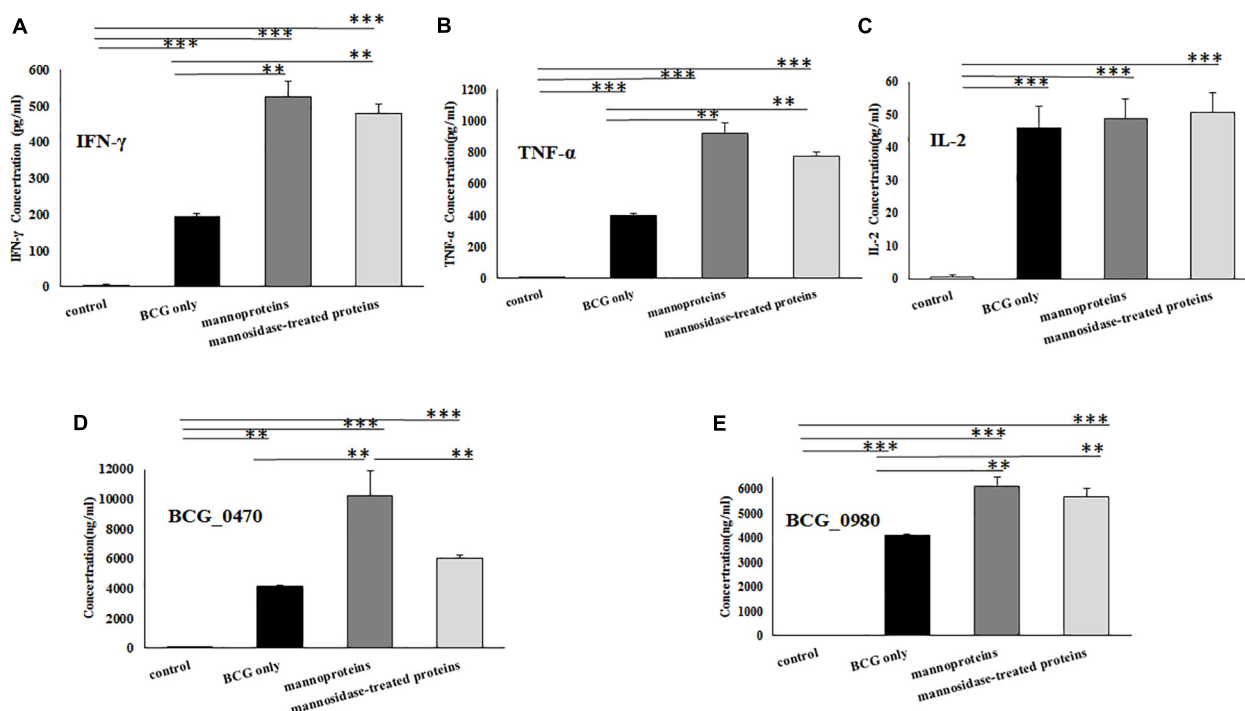 A
***
***
***
**
**
600
500
400
300
200
100
0
IFN-γ Concertration (pg/ml)
IFN-γ
control
BCG only
mannoproteins
mannosidase-treated proteins
B
***
***
***
**
**
1200
1000
800
600
400
200
0
TNF-α Concertration(pg/ml)
TNF-α
control
BCG only
mannoproteins
mannosidase-treated proteins
C
***
***
***
60
50
40
30
20
10
0
IL-2 Concertration(pg/ml)
IL-2
control
BCG only
mannoproteins
mannosidase-treated proteins
D
***
***
**
**
**
12000
10000
8000
6000
4000
2000
0
Concertration(ng/ml)
BCG_0470
control
BCG only
mannoproteins
mannosidase-treated proteins
E
***
***
***
**
**
6000
5000
4000
3000
2000
1000
0
Concertration(ng/ml)
BCG_0980
control
BCG only
mannoproteins
mannosidase-treated proteins